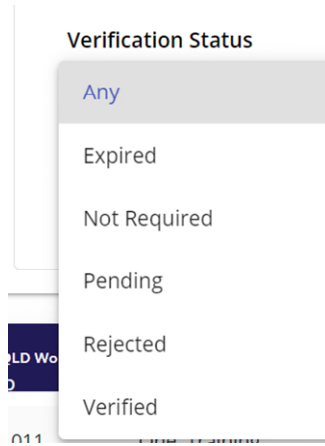 Verification Status
Any
Expired
Not Required
Pending
Rejected
Verified